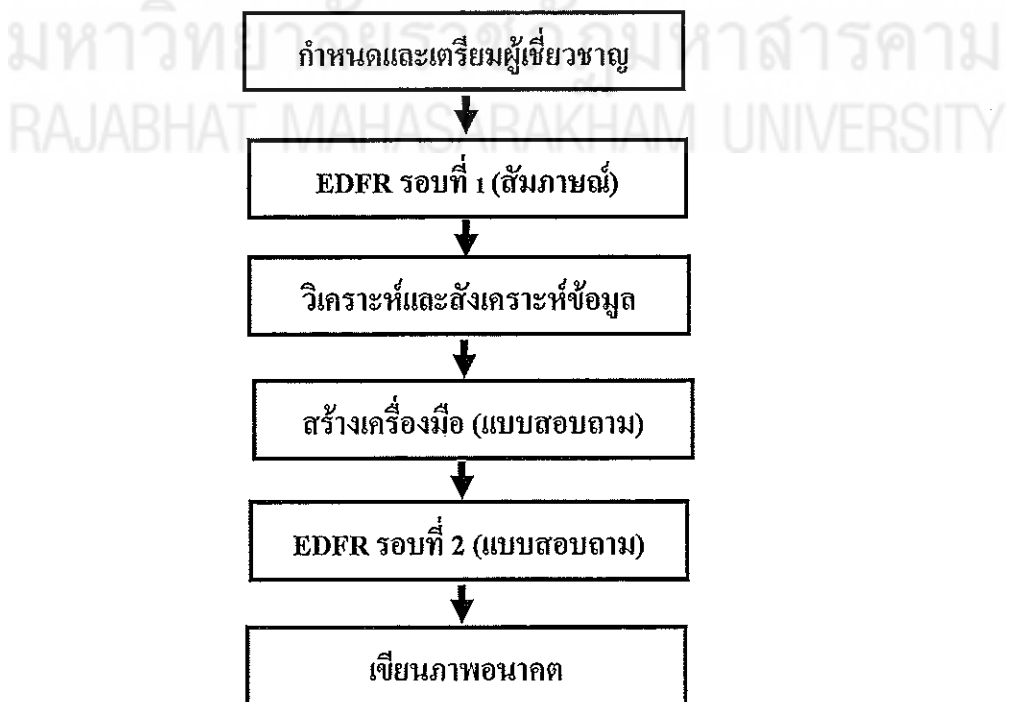 มหาวิทยาลัยราชภัฏมหาสารคาม
กำหนดและเตรียมผู้เชี่ยวชาญ
RAJABHAT MAHASARAKHAM UNIVERSITY
EDFR รอบที่ 1 (สัมภาษณ์)
วิเคราะห์และสังเคราะห์ข้อมูล
สร้างเครื่องมือ (แบบสอบถาม)
EDFR รอบที่ 2 (แบบสอบถาม)
เขียนภาพอนาคต